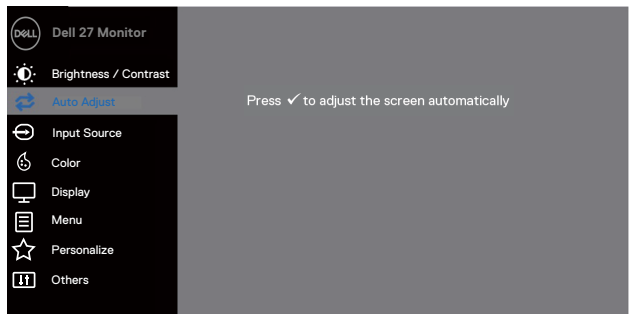 DELL
Dell 27 Monitor
Brightness / Contrast
Auto Adjust
Press ✓ to adjust the screen automatically
Input Source
Color
Display
Menu
Personalize
Others